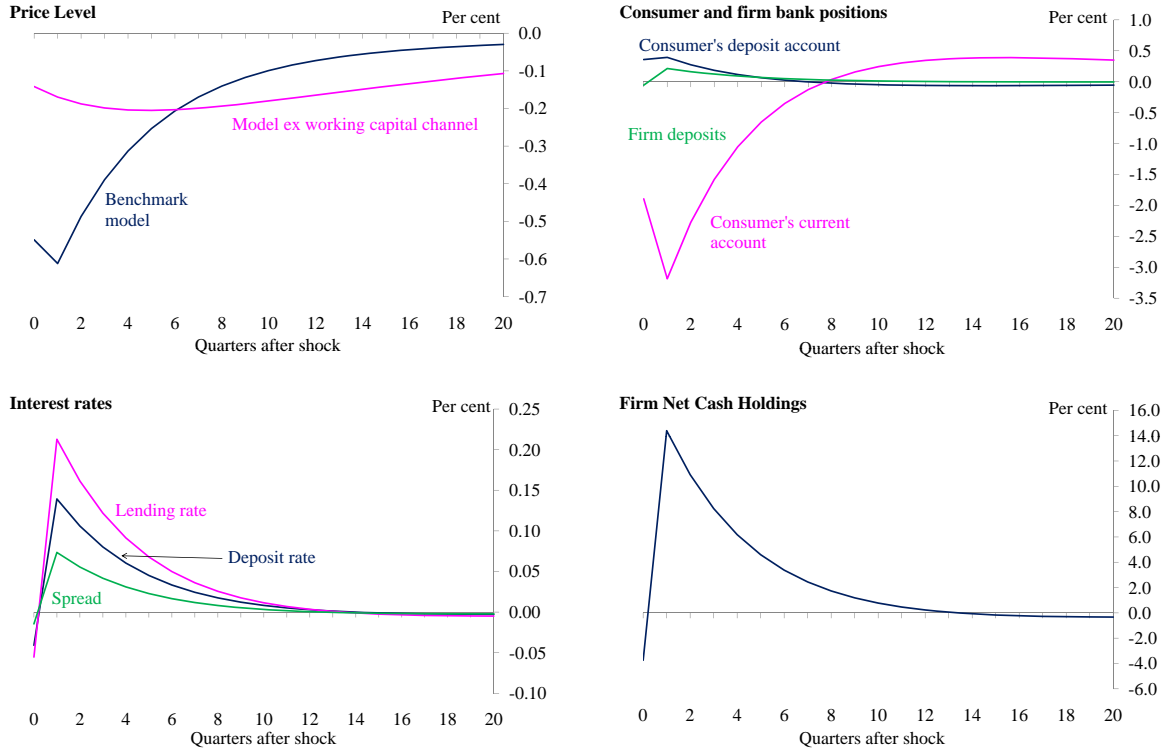 Price Level
Per cent
0.0
-0.1
-0.2
-0.3
-0.4
-0.5
-0.6
-0.7
Model ex working capital channel
Benchmark
model
0 2 4 6 8 10 12 14 16 18 20
Quarters after shock
Consumer and firm bank positions
Per cent
1.0
0.5
0.0
-0.5
-1.0
-1.5
-2.0
-2.5
-3.0
-3.5
Consumer's deposit account
Firm deposits
Consumer's current
account
0 2 4 6 8 10 12 14 16 18 20
Quarters after shock
Interest rates
Per cent
0.25
0.20
0.15
0.10
0.05
0.00
-0.05
-0.10
Lending rate
Deposit rate
Spread
0 2 4 6 8 10 12 14 16 18 20
Quarters after shock
Firm Net Cash Holdings
Per cent
16.0
14.0
12.0
10.0
8.0
6.0
4.0
2.0
0.0
-2.0
-4.0
-6.0
0 2 4 6 8 10 12 14 16 18 20
Quarters after shock